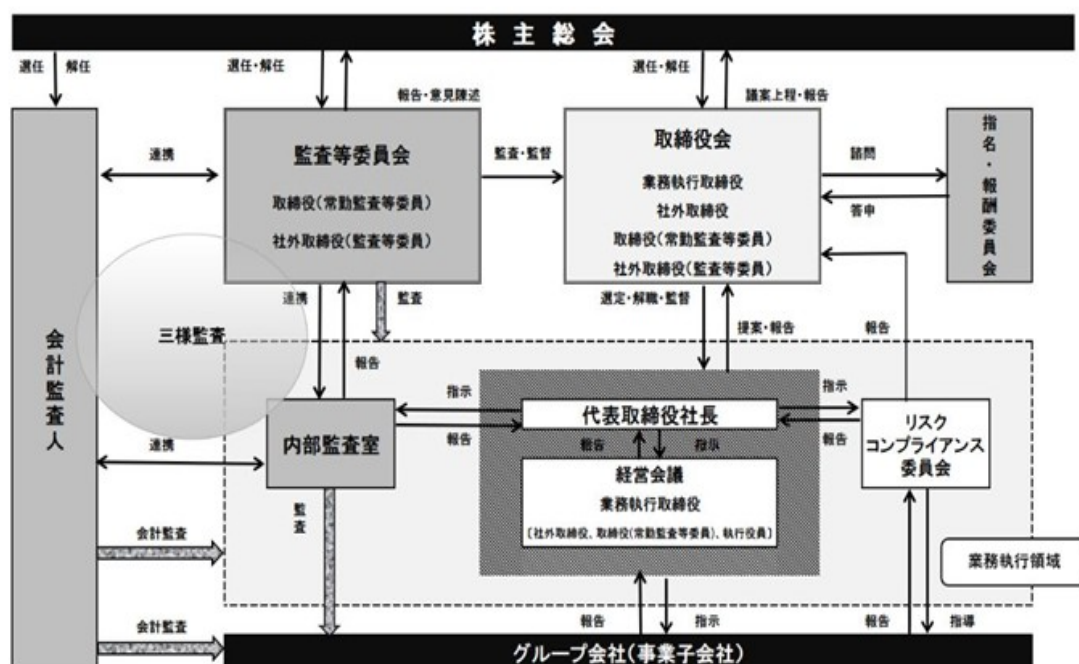 株主総会
選任 解任
選任・解任
報告・意見陳述
選任・解任
議案上程・報告
会計監査人
連携
監査等委員会
取締役(常勤監査等委員)
社外取締役(監査等委員)
監査・監督
取締役会
業務執行取締役
社外取締役
取締役(常勤監査等委員)
社外取締役(監査等委員)
諮問
答申
指名・報酬委員会
三様監査
連携
監査
報告
選定・解職・監督
提案・報告
報告
連携
内部監査室
指示
報告
代表取締役社長
報告
指示
経営会議
業務執行取締役
〔社外取締役、取締役(常勤監査等委員)、執行役員〕
指示
報告
リスク
コンプライアンス
委員会
監査
会計監査
業務執行領域
会計監査
報告
指示
報告
指導
グループ会社(事業子会社)